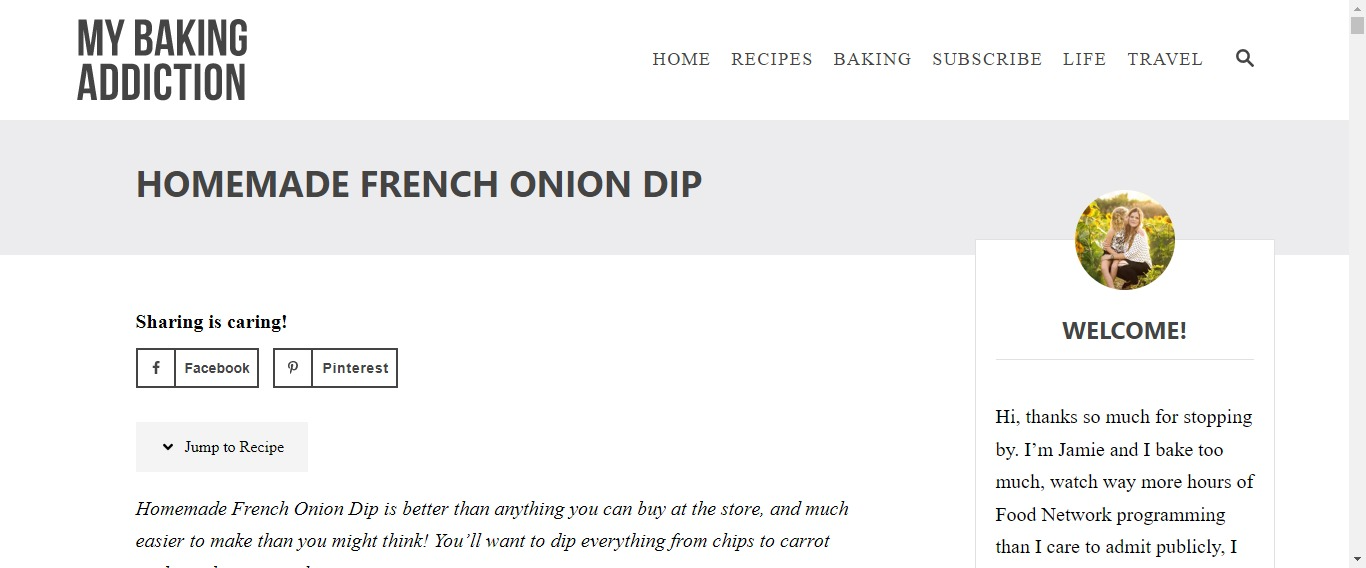 MY BAKING
ADDICTION
HOME RECIPES BAKING SUBSCRIBE LIFE TRAVEL
HOMEMADE FRENCH ONION DIP
Sharing is caring!
Facebook Pinterest
Jump to Recipe
Homemade French Onion Dip is better than anything you can buy at the store, and much
easier to make than you might think! You’ll want to dip everything from chips to carrot
WELCOME!
Hi, thanks so much for stopping
by. I’m Jamie and I bake too
much, watch way more hours of
Food Network programming
than I care to admit publicly, I